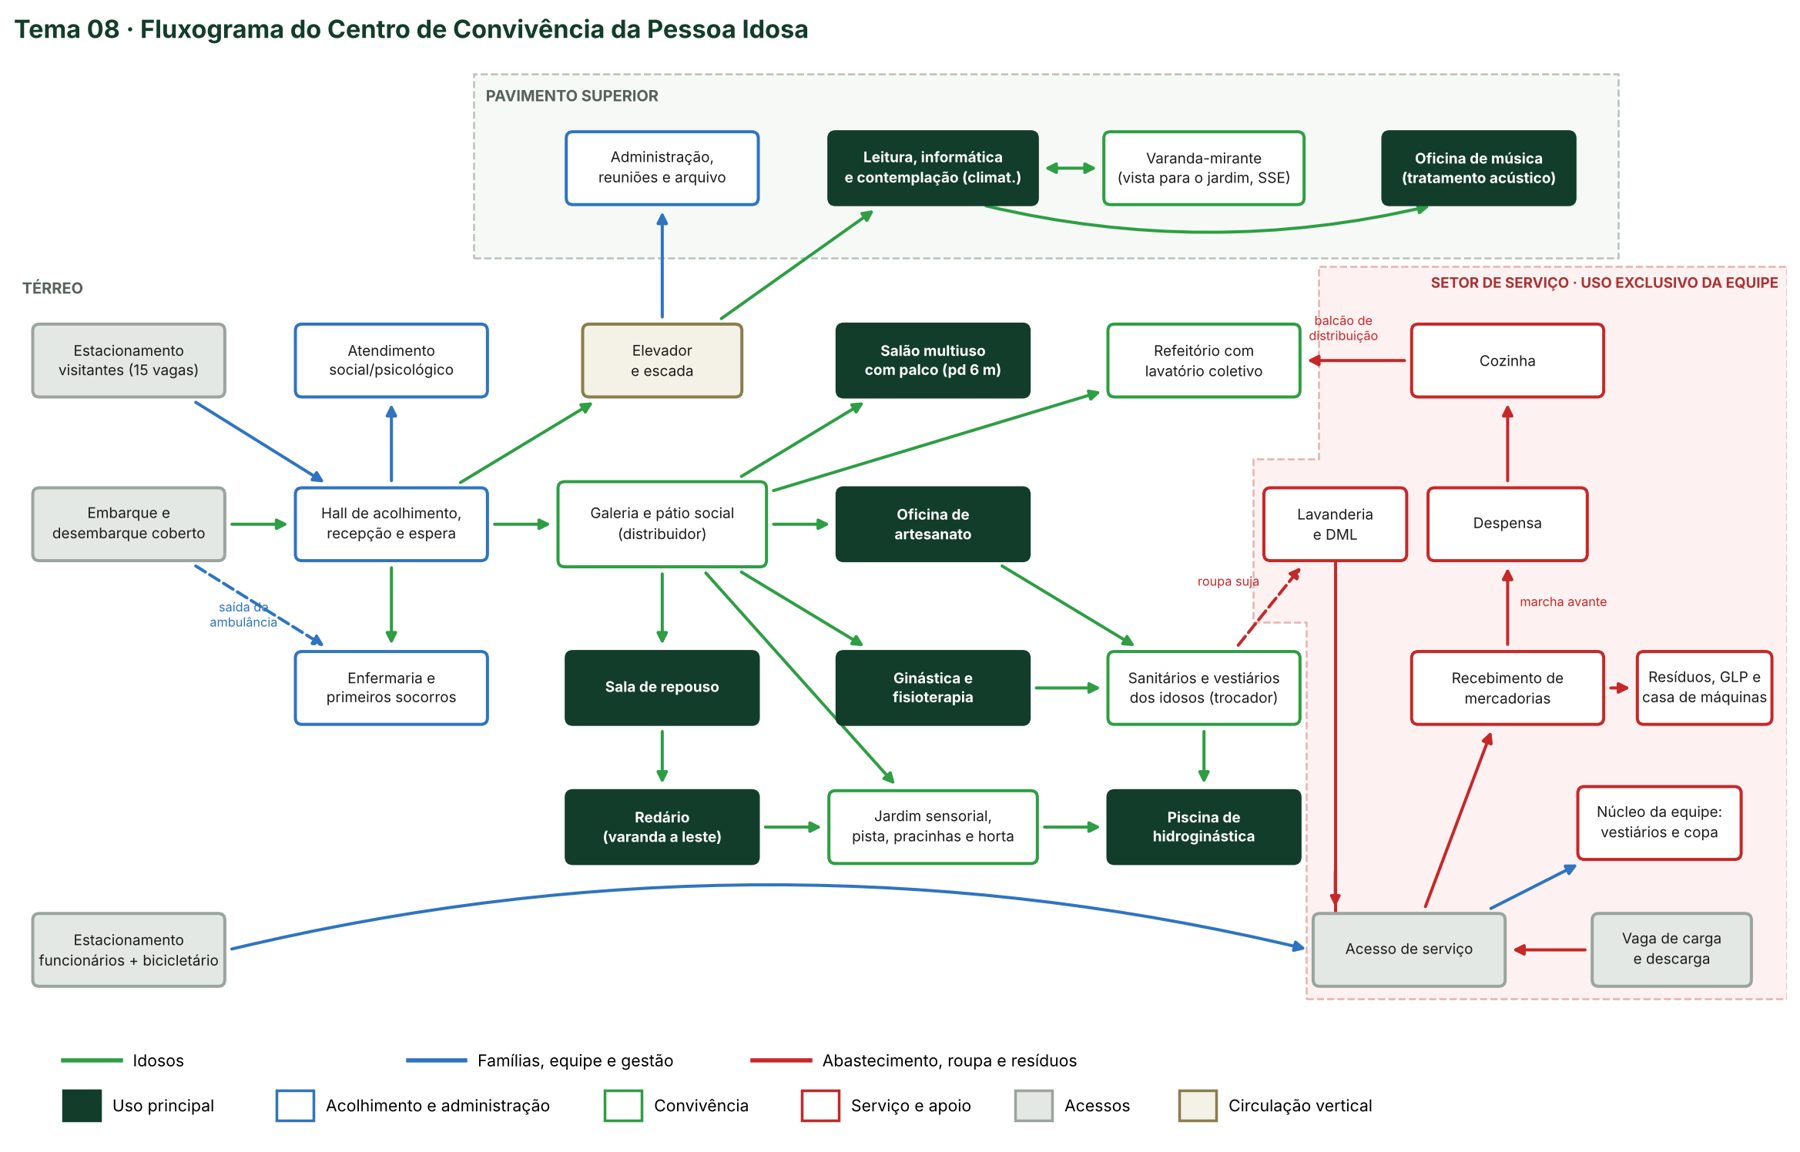 Tema 08 · Fluxograma do Centro de Convivência da Pessoa Idosa
PAVIMENTO SUPERIOR
Administração,
reuniões e arquivo
Leitura, informática
e contemplação (climat.)
Varanda-mirante
(vista para o jardim, SSE)
Oficina de música
(tratamento acústico)
TÉRREO
SETOR DE SERVIÇO · USO EXCLUSIVO DA EQUIPE
Estacionamento
visitantes (15 vagas)
Atendimento
social/psicológico
Elevador
e escada
Salão multiuso
com palco (pd 6 m)
Refeitório com
lavatório coletivo
balcão de
distribuição
Cozinha
Embarque e
desembarque coberto
Hall de acolhimento,
recepção e espera
Galeria e pátio social
(distribuidor)
Oficina de
artesanato
Lavanderia
e DML
Despensa
saída da
ambulância
roupa suja
marcha avante
Enfermaria e
primeiros socorros
Sala de repouso
Ginástica e
fisioterapia
Sanitários e vestiários
dos idosos (trocador)
Recebimento de
mercadorias
Resíduos, GLP e
casa de máquinas
Redário
(varanda a leste)
Jardim sensorial,
pista, pracinhas e horta
Piscina de
hidroginástica
Núcleo da equipe:
vestiários e copa
Estacionamento
funcionários + bicicletário
Acesso de serviço
Vaga de carga
e descarga
Idosos
Famílias, equipe e gestão
Abastecimento, roupa e resíduos
Uso principal
Acolhimento e administração
Convivência
Serviço e apoio
Acessos
Circulação vertical